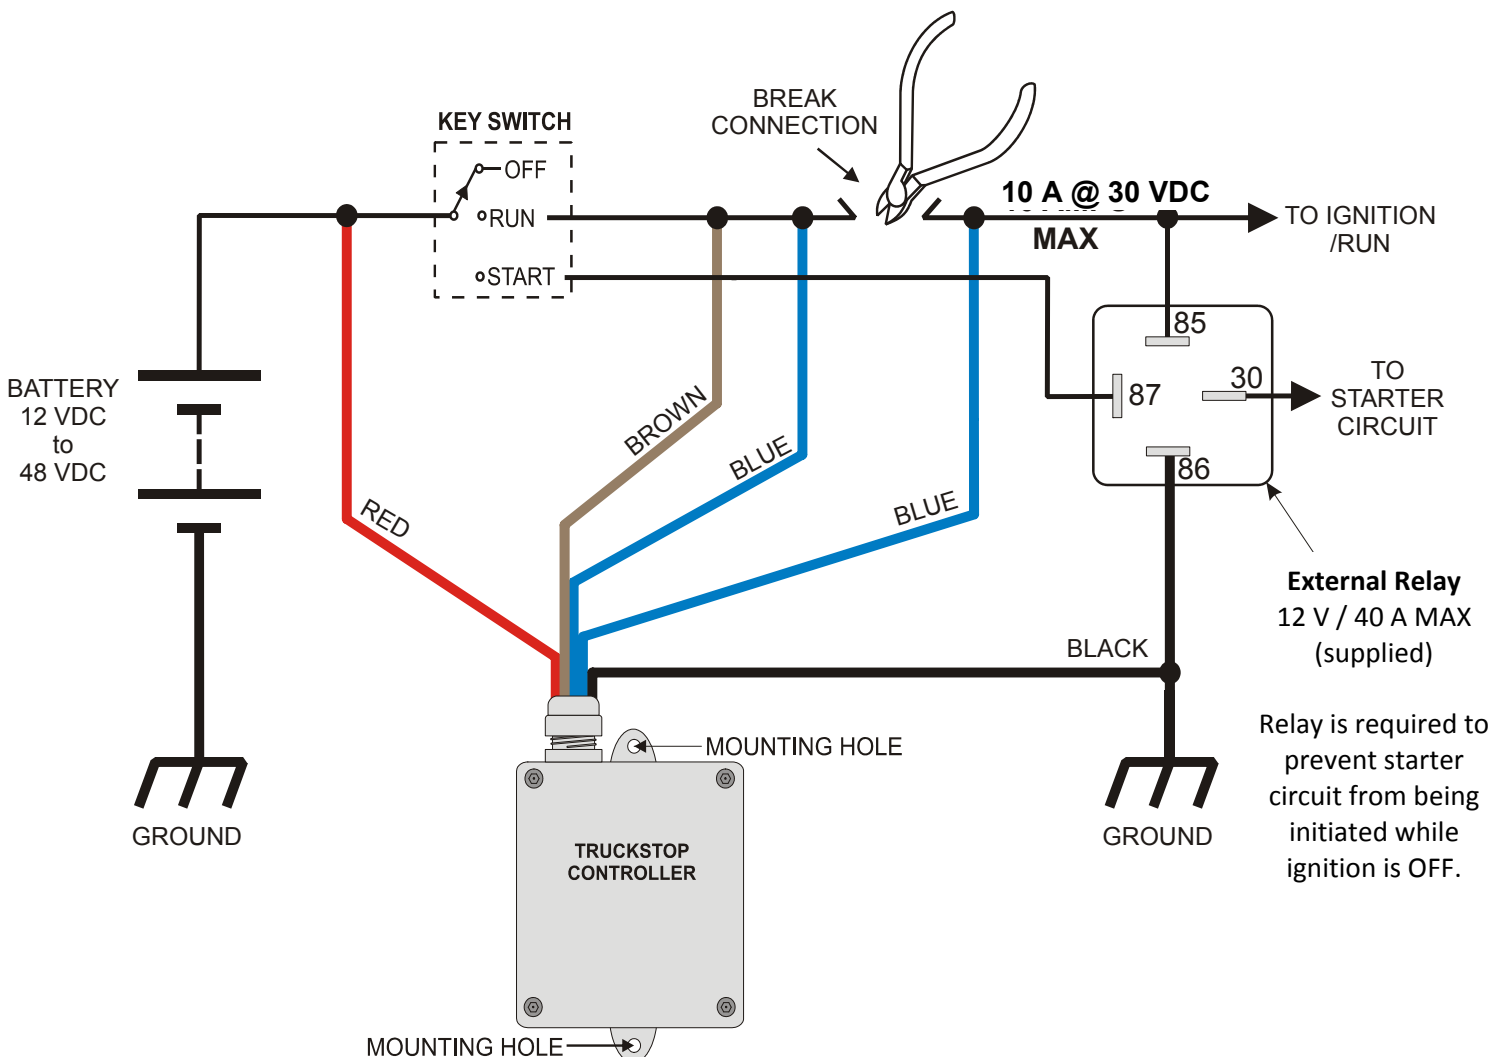 BREAK
CONNECTION
KEY SWITCH
OFF
RUN
START
10 A @ 30 VDC
MAX
TO IGNITION
/RUN
85
87
30
86
TO
STARTER
CIRCUIT
BATTERY
12 VDC
to
48 VDC
RED
BROWN
BLUE
BLUE
BLACK
External Relay
12 V / 40 A MAX
(supplied)
Relay is required to
prevent starter
circuit from being
initiated while
ignition is OFF.
MOUNTING HOLE
GROUND
GROUND
TRUCKSTOP
CONTROLLER
MOUNTING HOLE